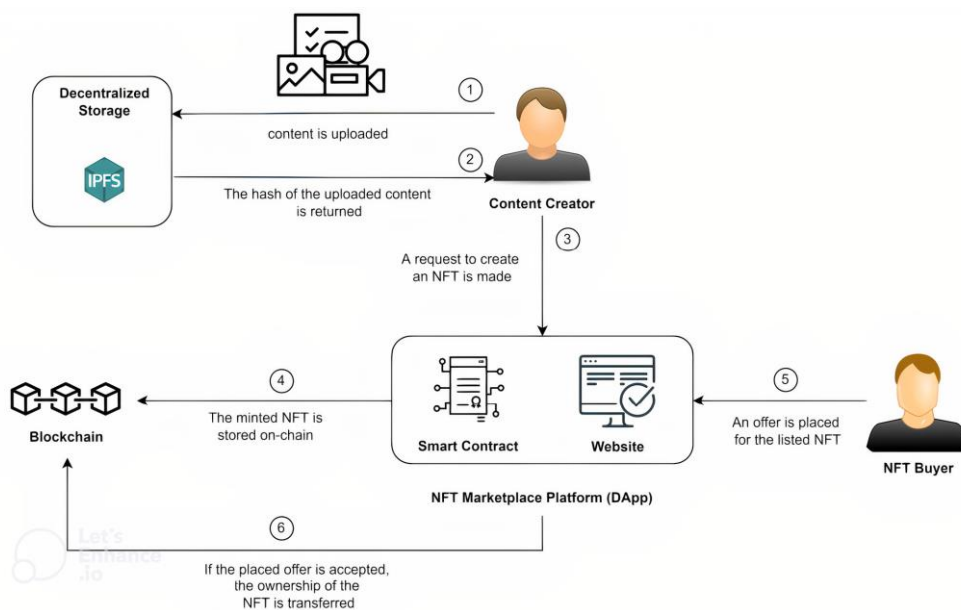 Decentralized
Storage
IPFS
1
content is uploaded
2
The hash of the uploaded content
is returned
Content Creator
3
A request to create
an NFT is made
4
The minted NFT is
stored on-chain
Blockchain
Smart Contract
Website
NFT Marketplace Platform (DApp)
5
An offer is placed
for the listed NFT
NFT Buyer
6
If the placed offer is accepted,
the ownership of the
NFT is transferred
Let's
Enhance
.io